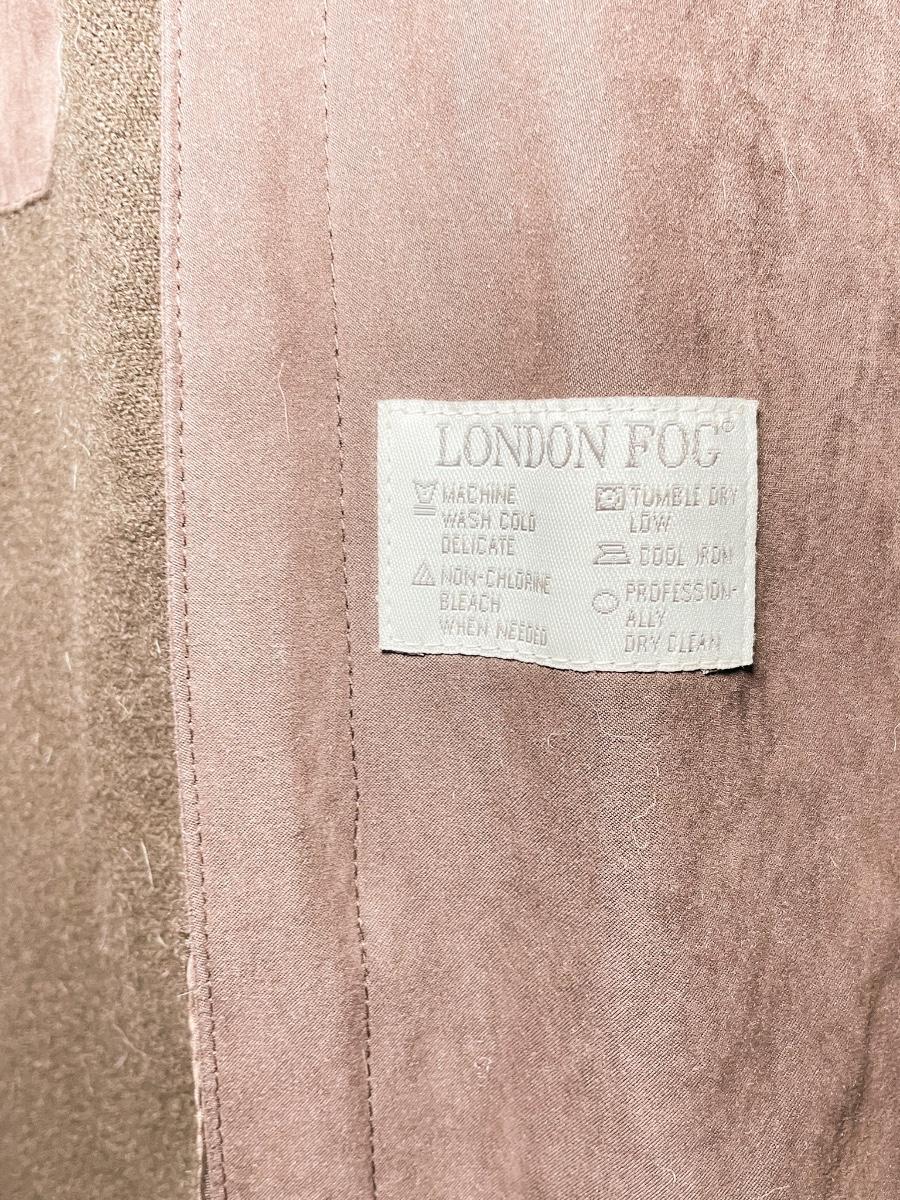 LONDON FOG®
MACHINE
WASH COLD
DELICATE
NON-CHLORINE
BLEACH
WHEN NEEDED
TUMBLE DRY
LOW
COOL IRON
PROFESSION-
ALLY
DRY CLEAN